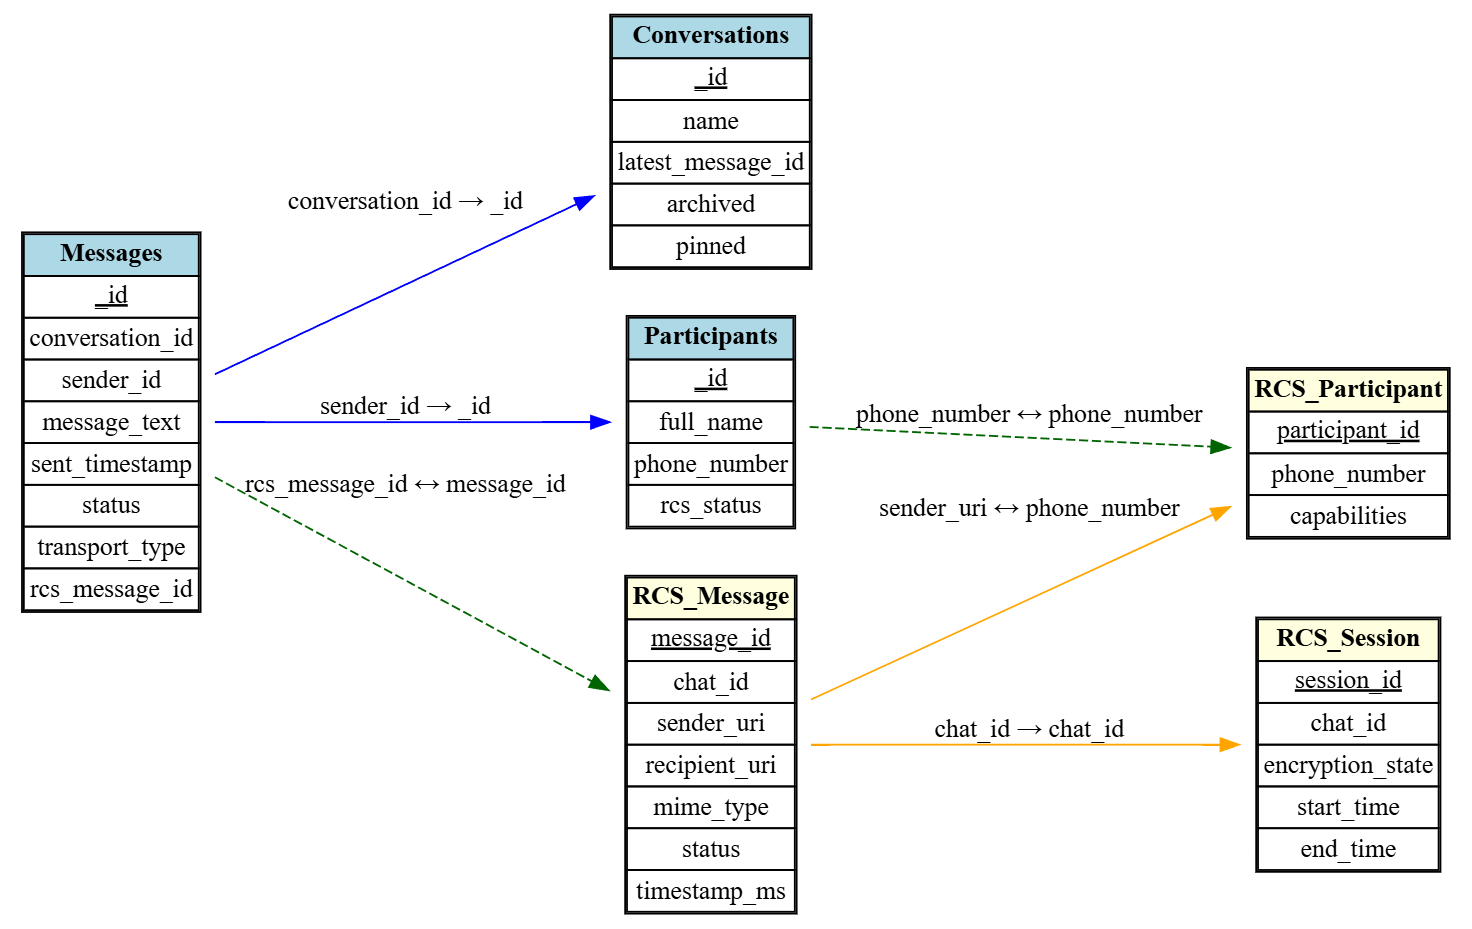 Conversations
_id
name
latest_message_id
archived
pinned
conversation_id → _id
Messages
_id
conversation_id
sender_id
message_text
sent_timestamp
status
transport_type
rcs_message_id
sender_id → _id
rcs_message_id ↔ message_id
Participants
_id
full_name
phone_number
rcs_status
phone_number ↔ phone_number
sender_uri ↔ phone_number
RCS_Participant
participant_id
phone_number
capabilities
RCS_Message
message_id
chat_id
sender_uri
recipient_uri
mime_type
status
timestamp_ms
chat_id → chat_id
RCS_Session
session_id
chat_id
encryption_state
start_time
end_time